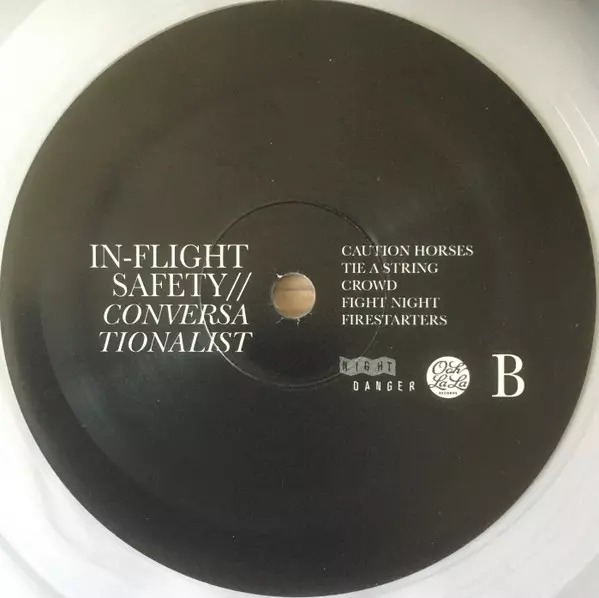 IN-FLIGHT
SAFETY//
CONVERSA
TIONALIST
CAUTION HORSES
TIE A STRING
CROWD
FIGHT NIGHT
FIRESTARTERS
NIGHT
DANGER
Ooh
La La
RECORDS
B